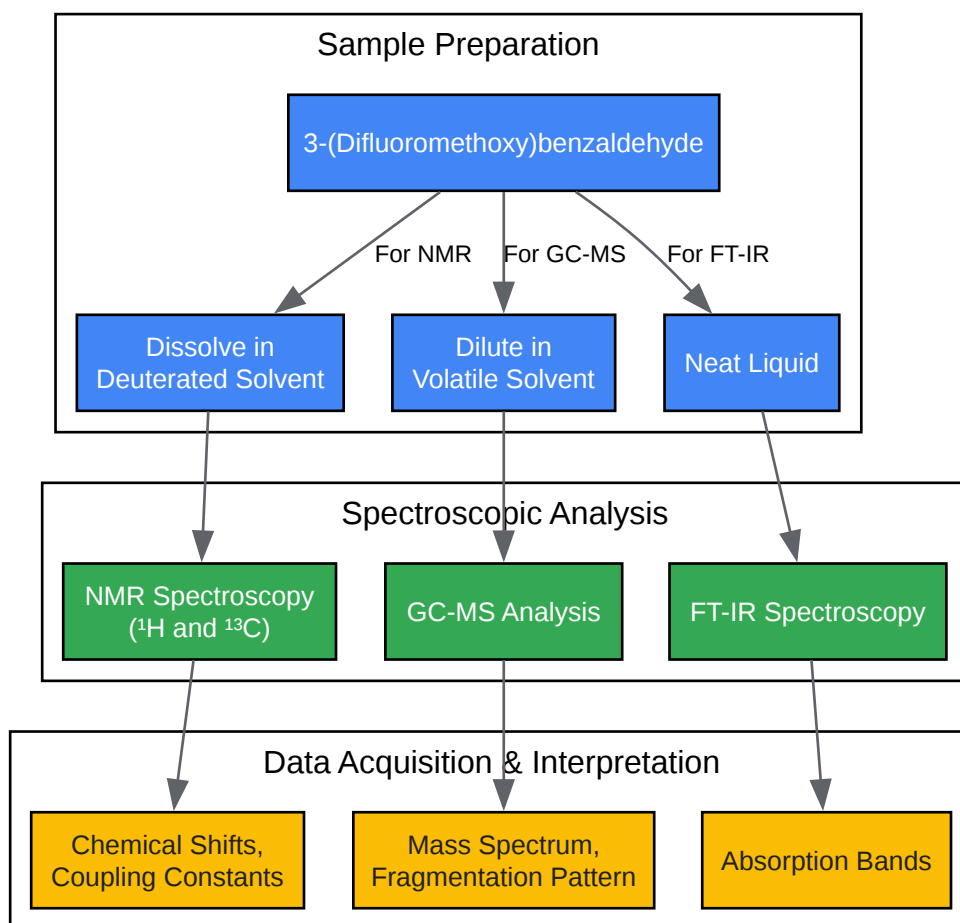 Sample Preparation
3-(Difluoromethoxy)benzaldehyde
For NMR
For GC-MS
For FT-IR
Dissolve in
Deuterated Solvent
Dilute in
Volatile Solvent
Neat Liquid
Spectroscopic Analysis
NMR Spectroscopy
(¹H and ¹³C)
GC-MS Analysis
FT-IR Spectroscopy
Data Acquisition & Interpretation
Chemical Shifts,
Coupling Constants
Mass Spectrum,
Fragmentation Pattern
Absorption Bands